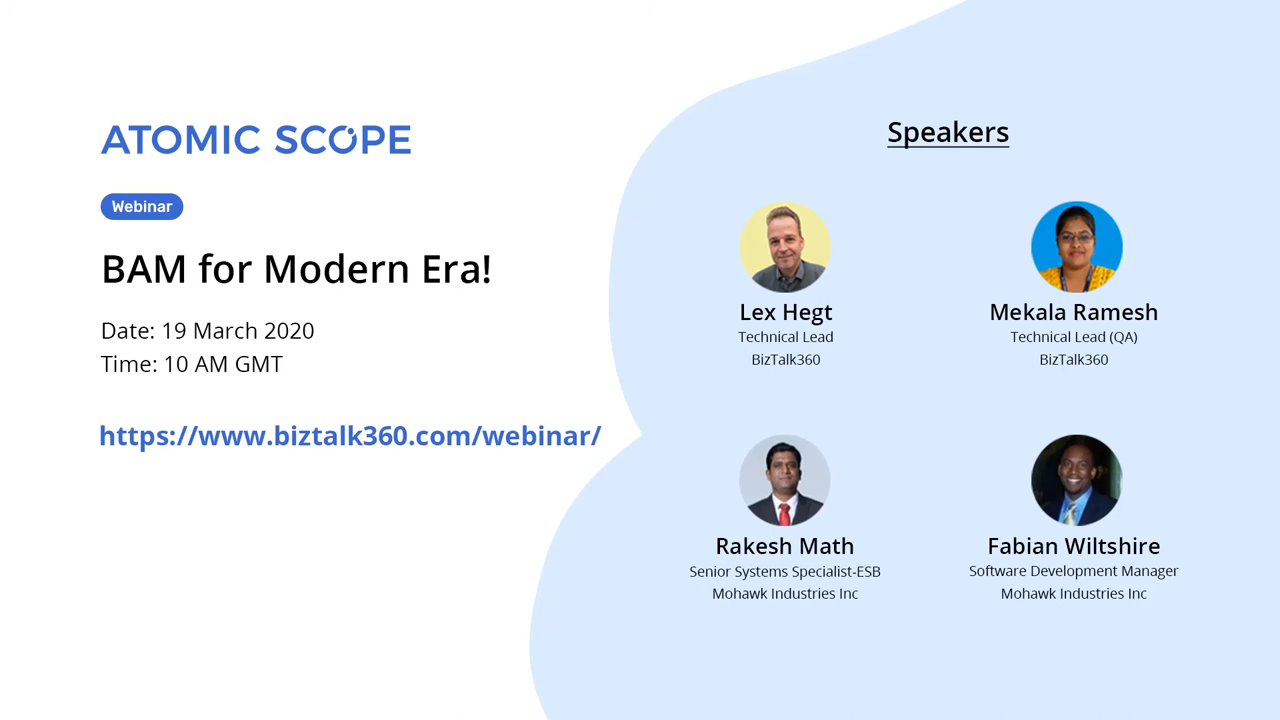 ATOMIC SCOPE
Webinar
BAM for Modern Era!
Date: 19 March 2020
Time: 10 AM GMT
https://www.biztalk360.com/webinar/
Speakers
Lex Hegt
Technical Lead
BizTalk360
Mekala Ramesh
Technical Lead (QA)
BizTalk360
Rakesh Math
Senior Systems Specialist-ESB
Mohawk Industries Inc
Fabian Wiltshire
Software Development Manager
Mohawk Industries Inc